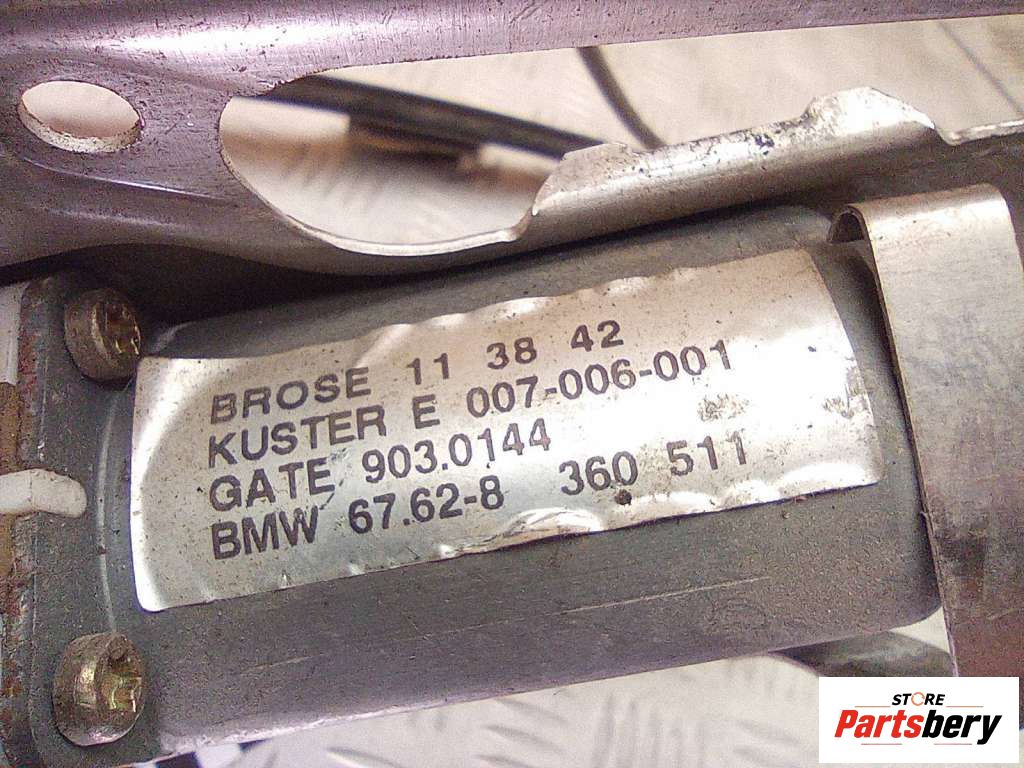 BROSE 11 38 42
KUSTER E 007-006-001
GATE 903.0144
BMW 67.62-8 360 511
STORE
Partsbery